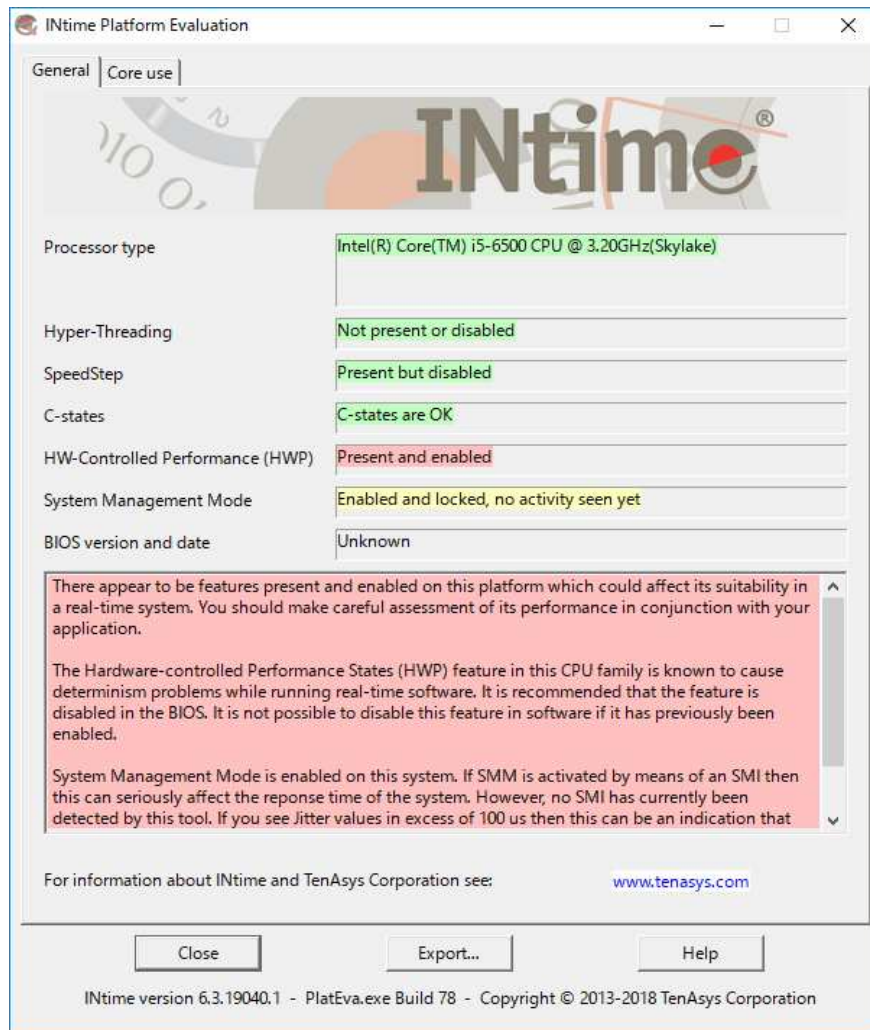 INtime Platform Evaluation
General
Core use
INtime®
Processor type
Intel(R) Core(TM) i5-6500 CPU @ 3.20GHz(Skylake)
Hyper-Threading
Not present or disabled
SpeedStep
Present but disabled
C-states
C-states are OK
HW-Controlled Performance (HWP)
Present and enabled
System Management Mode
Enabled and locked, no activity seen yet
BIOS version and date
Unknown
There appear to be features present and enabled on this platform which could affect its suitability in
a real-time system. You should make careful assessment of its performance in conjunction with your
application.
The Hardware-controlled Performance States (HWP) feature in this CPU family is known to cause
determinism problems while running real-time software. It is recommended that the feature is
disabled in the BIOS. It is not possible to disable this feature in software if it has previously been
enabled.
System Management Mode is enabled on this system. If SMM is activated by means of an SMI then
this can seriously affect the reponse time of the system. However, no SMI has currently been
detected by this tool. If you see Jitter values in excess of 100 us then this can be an indication that
For information about INtime and TenAsys Corporation see:
www.tenasys.com
Close
Export...
Help
INtime version 6.3.19040.1 - PlatEva.exe Build 78 - Copyright © 2013-2018 TenAsys Corporation